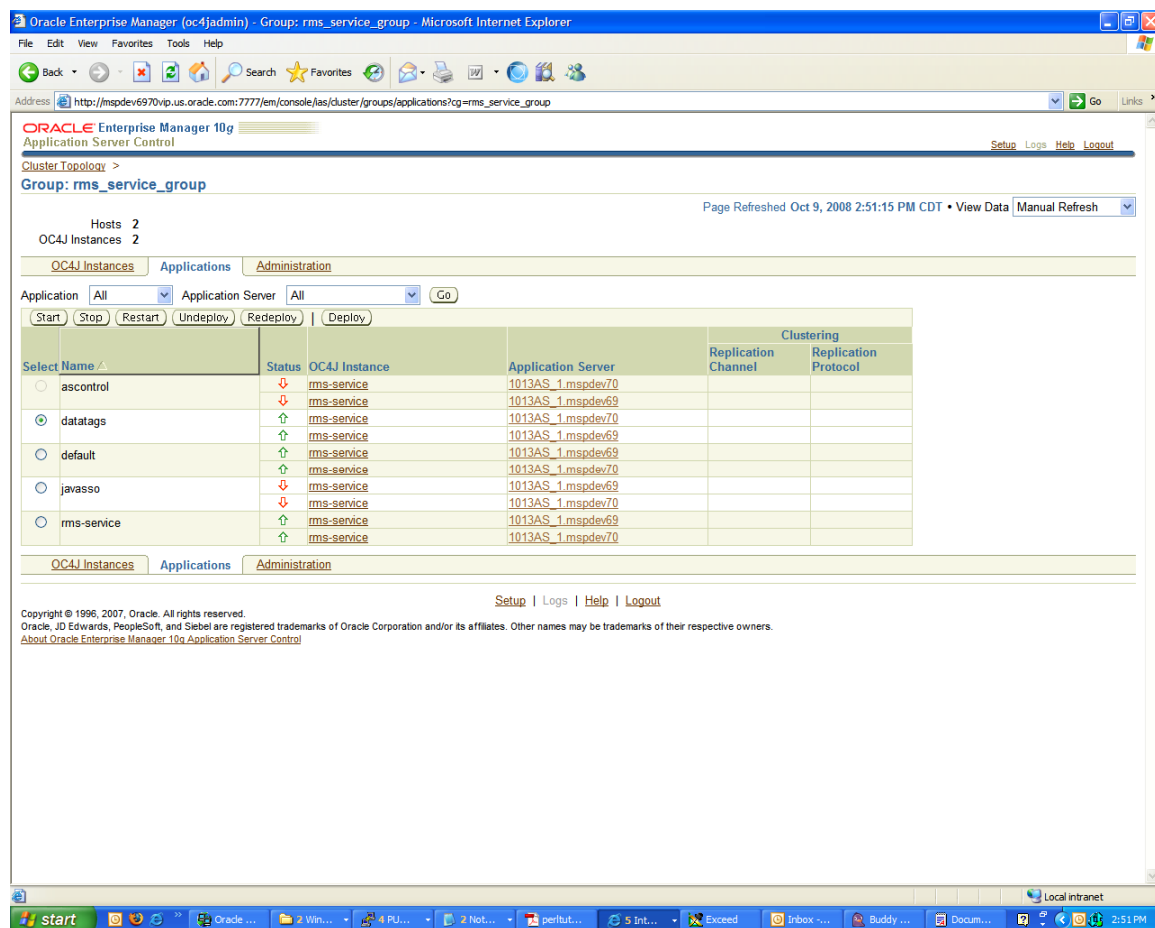 Oracle Enterprise Manager (oc4jadmin) - Group: rms_service_group - Microsoft Internet Explorer
File Edit View Favorites Tools Help
Back Search Favorites
Address http://mspdev6970vip.us.oracle.com:7777/em/console/ias/cluster/groups/applications?cg=rms_service_group Go Links »
ORACLE Enterprise Manager 10g
Application Server Control
Setup Logs Help Logout
Cluster Topology >
Group: rms_service_group
Page Refreshed Oct 9, 2008 2:51:15 PM CDT • View Data Manual Refresh
Hosts 2
OC4J Instances 2
OC4J Instances Applications Administration
Application All Application Server All Go
Start Stop Restart Undeploy Redeploy | Deploy
Clustering
Select Name Status OC4J Instance Application Server Replication Channel Replication Protocol
ascontrol rms-service 1013AS_1.mspdev70
rms-service 1013AS_1.mspdev69
datatags rms-service 1013AS_1.mspdev70
rms-service 1013AS_1.mspdev69
default rms-service 1013AS_1.mspdev69
rms-service 1013AS_1.mspdev70
javasso rms-service 1013AS_1.mspdev69
rms-service 1013AS_1.mspdev70
rms-service rms-service 1013AS_1.mspdev69
rms-service 1013AS_1.mspdev70
OC4J Instances Applications Administration
Setup | Logs | Help | Logout
Copyright © 1996, 2007, Oracle. All rights reserved.
Oracle, JD Edwards, PeopleSoft, and Siebel are registered trademarks of Oracle Corporation and/or its affiliates. Other names may be trademarks of their respective owners.
About Oracle Enterprise Manager 10g Application Server Control
Local intranet
start » Oracle ... 2 Win... 4 PU... 2 Not... perltut... 5 Int... Exceed Inbox -... Buddy ... Docum... 2:51 PM